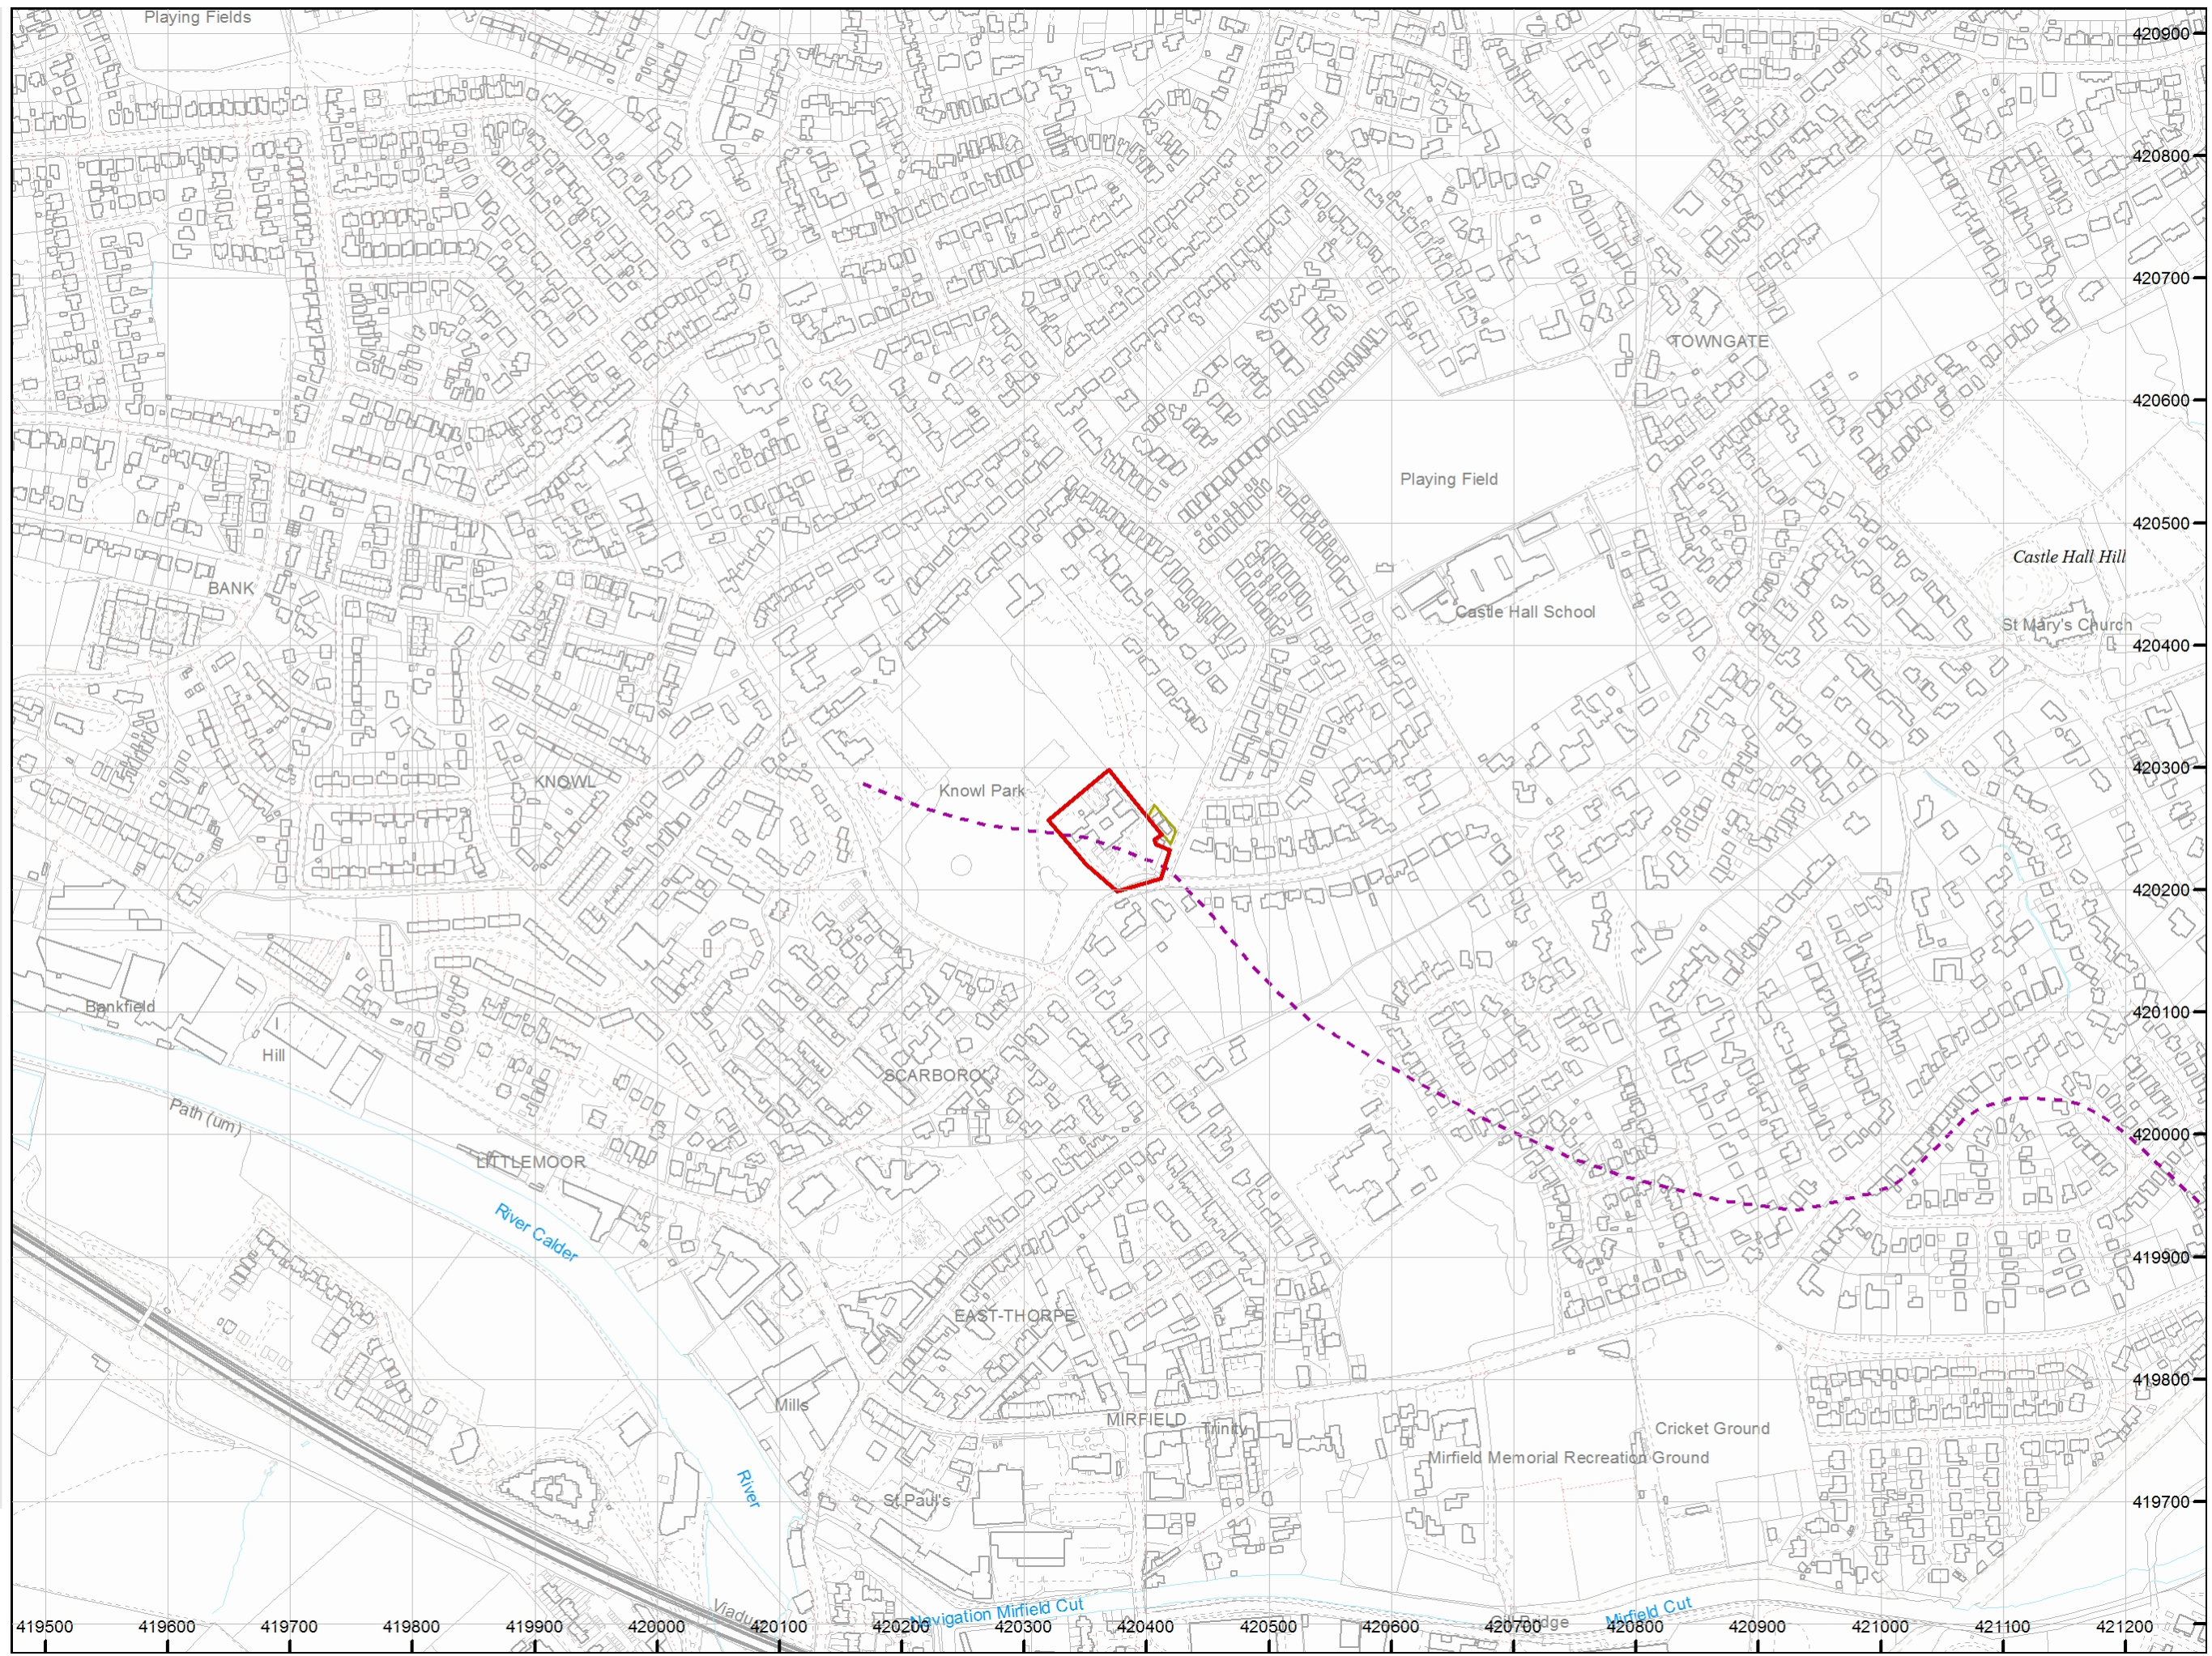 Playing Fields
420900
420800
420700
TOWNGATE
420600
Playing Field
420500
Castle Hall Hill
BANK
Castle Hall School
St Mary's Church
420400
KNOWL
Knowl Park
420300
420200
Bankfield
Hill
420100
SCARBORO'
Path (um)
LITTLEMOOR
420000
River Calder
419900
EAST-THORPE
419800
Mills
MIRFIELD
Trinity
Cricket Ground
Mirfield Memorial Recreation Ground
River
St Paul's
419700
Navigation Mirfield Cut
Mirfield Cut
419500 419600 419700 419800 419900 420000 420100 420200 420300 420400 420500 420600 420700 420800 420900 421000 421100 421200